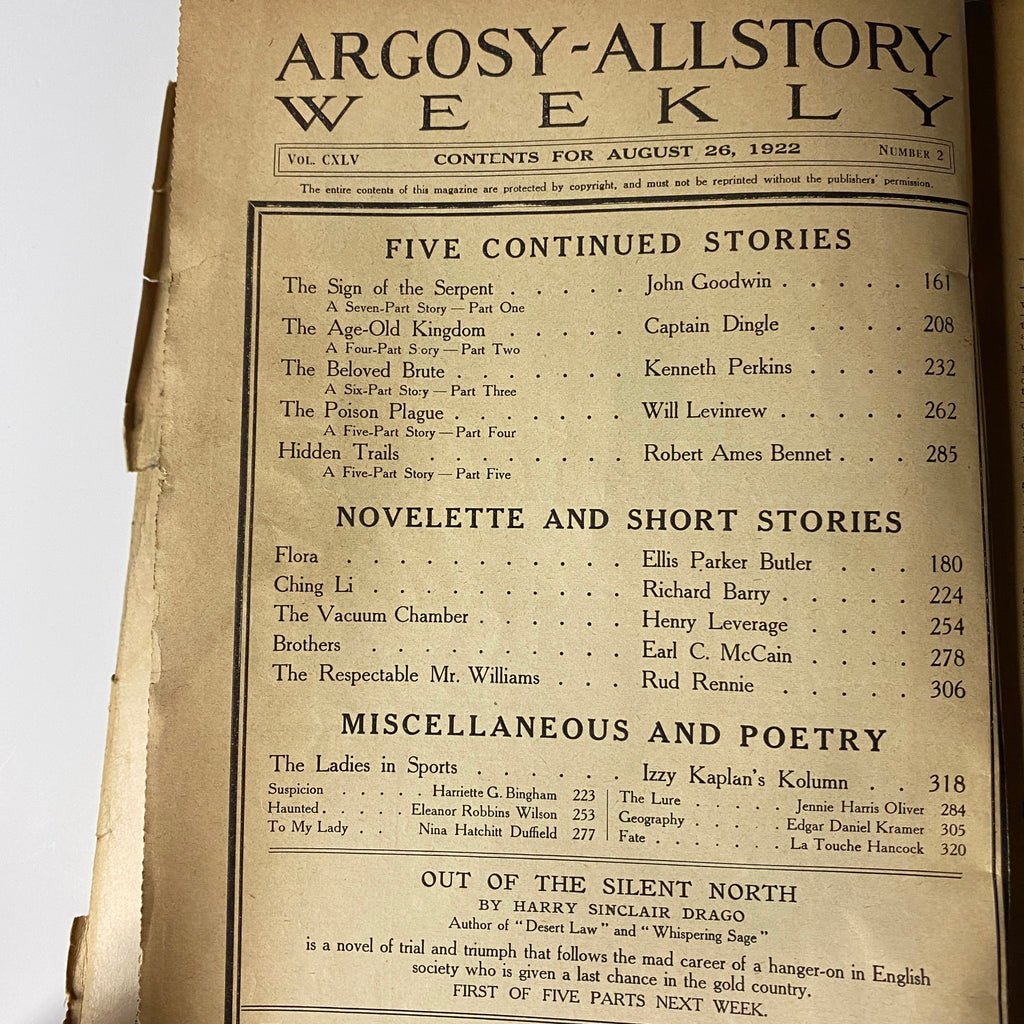 ARGOSY-ALLSTORY
WEEKLY
VOL. CXLV CONTENTS FOR AUGUST 26, 1922 NUMBER 2
The entire contents of this magazine are protected by copyright, and must not be reprinted without the publishers' permission.
FIVE CONTINUED STORIES
The Sign of the Serpent . . . . . John Goodwin . . . . . 161
A Seven-Part Story — Part One
The Age-Old Kingdom . . . . . Captain Dingle . . . . 208
A Four-Part S:ory — Part Two
The Beloved Brute . . . . . . . Kenneth Perkins . . . . 232
A Six-Part Story — Part Three
The Poison Plague . . . . . . . Will Levinrew . . . . . 262
A Five-Part Story — Part Four
Hidden Trails . . . . . . . . Robert Ames Bennet . . . 285
A Five-Part Story — Part Five
NOVELETTE AND SHORT STORIES
Flora . . . . . . . . . . . Ellis Parker Butler . . . 180
Ching Li . . . . . . . . . . Richard Barry . . . . . 224
The Vacuum Chamber . . . . . . Henry Leverage . . . . 254
Brothers . . . . . . . . . . Earl C. McCain . . . . 278
The Respectable Mr. Williams . . . Rud Rennie . . . . . 306
MISCELLANEOUS AND POETRY
The Ladies in Sports . . . . . . Izzy Kaplan's Kolumn . . 318
Suspicion . . . . . Harriette G. Bingham 223
Haunted . . . . Eleanor Robbins Wilson 253
To My Lady . . Nina Hatchitt Duffield 277
The Lure . . . . . Jennie Harris Oliver 284
Geography . . . . . Edgar Daniel Kramer 305
Fate . . . . . . . La Touche Hancock 320
OUT OF THE SILENT NORTH
BY HARRY SINCLAIR DRAGO
Author of "Desert Law" and "Whispering Sage"
is a novel of trial and triumph that follows the mad career of a hanger-on in English
society who is given a last chance in the gold country.
FIRST OF FIVE PARTS NEXT WEEK.